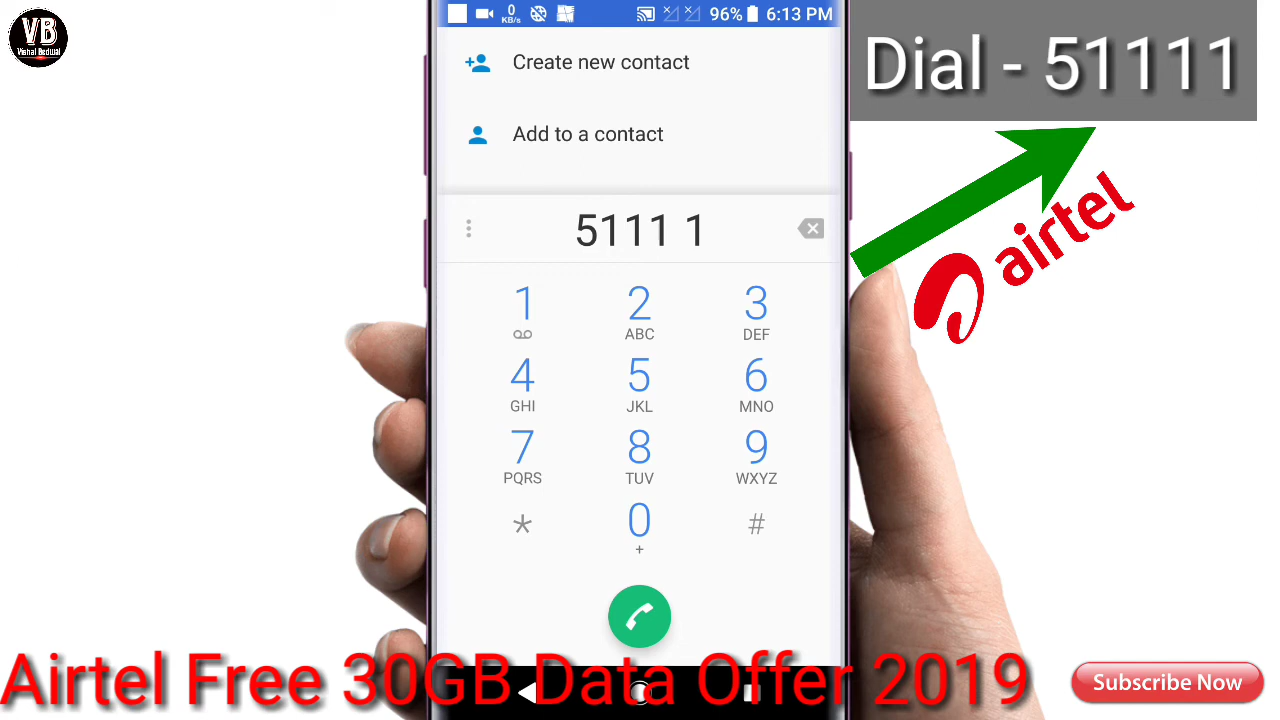 VB
Vishal Bediwal
0
KB/s
96% 6:13 PM
Create new contact
Add to a contact
5111 1
1
2
ABC
3
DEF
4
GHI
5
JKL
6
MNO
7
PQRS
8
TUV
9
WXYZ
*
0
+
#
Dial - 51111
airtel
Airtel Free 30GB Data Offer 2019
Subscribe Now